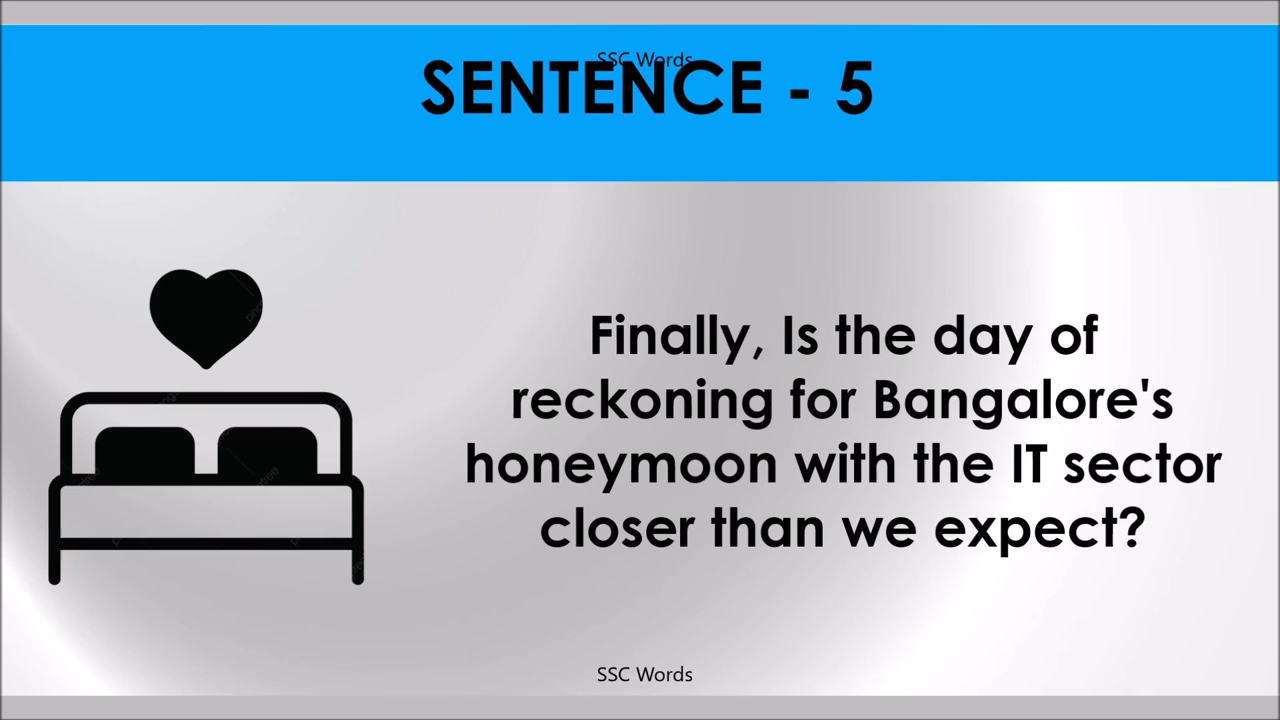 SSC Words
SENTENCE - 5
Finally, Is the day of
reckoning for Bangalore's
honeymoon with the IT sector
closer than we expect?
SSC Words